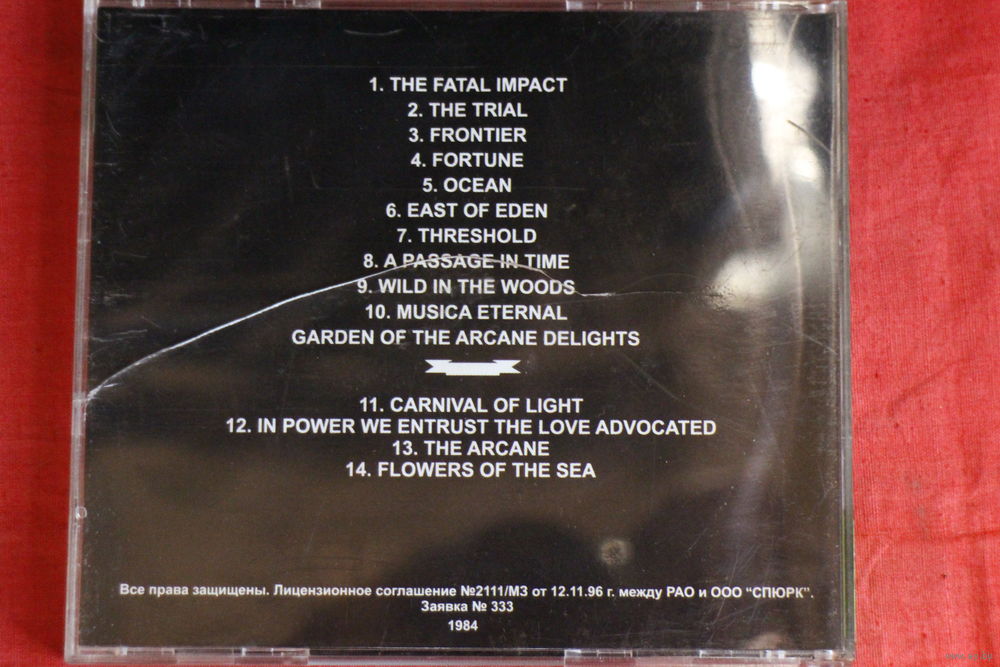 1. THE FATAL IMPACT
2. THE TRIAL
3. FRONTIER
4. FORTUNE
5. OCEAN
6. EAST OF EDEN
7. THRESHOLD
8. A PASSAGE IN TIME
9. WILD IN THE WOODS
10. MUSICA ETERNAL
GARDEN OF THE ARCANE DELIGHTS
11. CARNIVAL OF LIGHT
12. IN POWER WE ENTRUST THE LOVE ADVOCATED
13. THE ARCANE
14. FLOWERS OF THE SEA
Все права защищены. Лицензионное соглашение №2111/МЗ от 12.11.96 г. между РАО и ООО “СПЮРК”.
Заявка № 333
1984